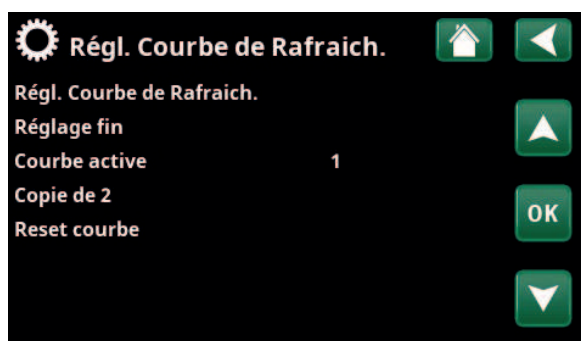 Régl. Courbe de Rafraich.
Régl. Courbe de Rafraich.
Réglage fin
Courbe active 1
Copie de 2
OK
Reset courbe